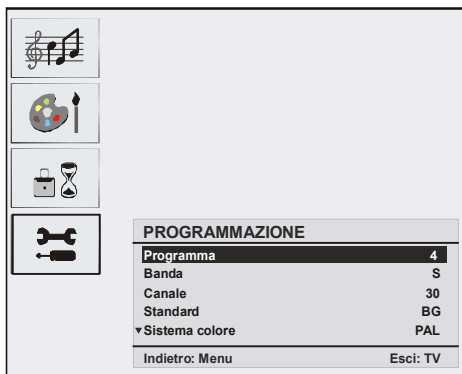 PROGRAMMAZIONE
Programma 4
Banda S
Canale 30
Standard BG
Sistema colore PAL
Indietro: Menu Esci: TV